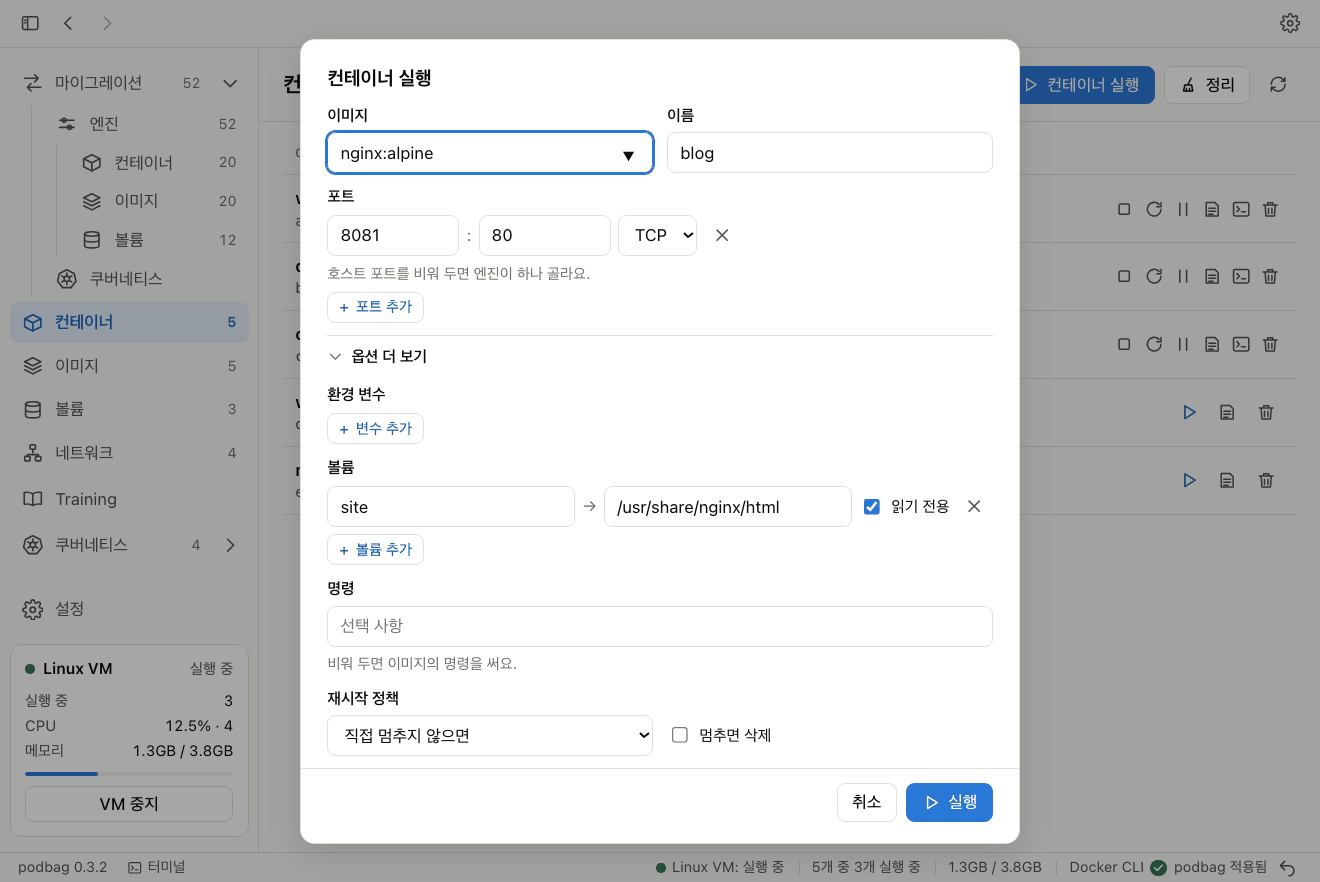 마이그레이션 52
엔진 52
컨테이너 20
이미지 20
볼륨 12
쿠버네티스
컨테이너 5
이미지 5
볼륨 3
네트워크 4
Training
쿠버네티스 4
설정
Linux VM 실행 중
실행 중 3
CPU 12.5% · 4
메모리 1.3GB / 3.8GB
VM 중지
컨테이너 실행
정리
컨테이너 실행
이미지 이름
nginx:alpine blog
포트
8081 : 80 TCP
호스트 포트를 비워 두면 엔진이 하나 골라요.
+ 포트 추가
옵션 더 보기
환경 변수
+ 변수 추가
볼륨
site → /usr/share/nginx/html 읽기 전용
+ 볼륨 추가
명령
선택 사항
비워 두면 이미지의 명령을 써요.
재시작 정책
직접 멈추지 않으면 멈추면 삭제
취소 실행
podbag 0.3.2 터미널 Linux VM: 실행 중 5개 중 3개 실행 중 1.3GB / 3.8GB Docker CLI podbag 적용됨